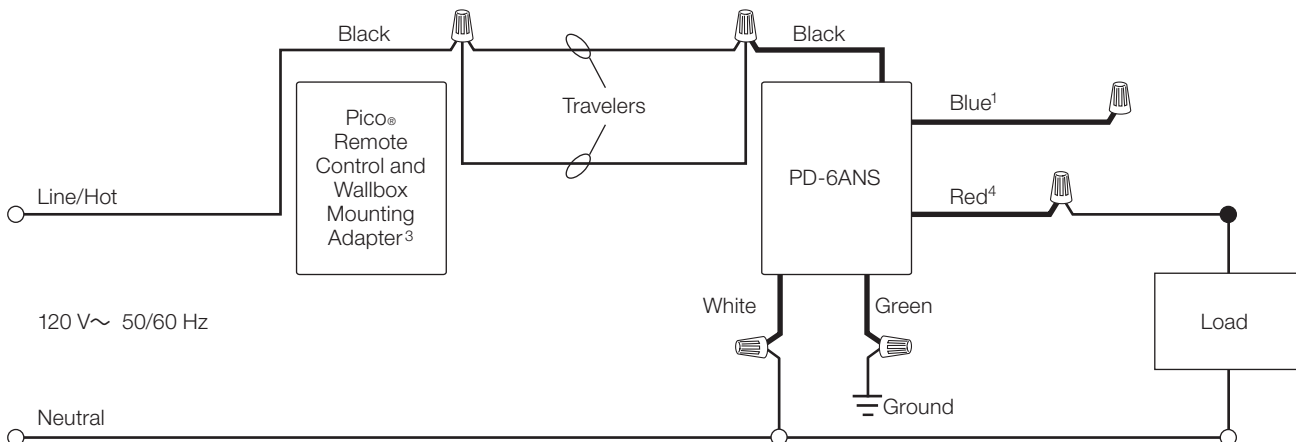 Black
Black
Travelers
Blue¹
Pico®
Remote
Control and
Wallbox
Mounting
Adapter³
PD-6ANS
Line/Hot
Red⁴
White
Green
120 V~ 50/60 Hz
Load
Ground
Neutral